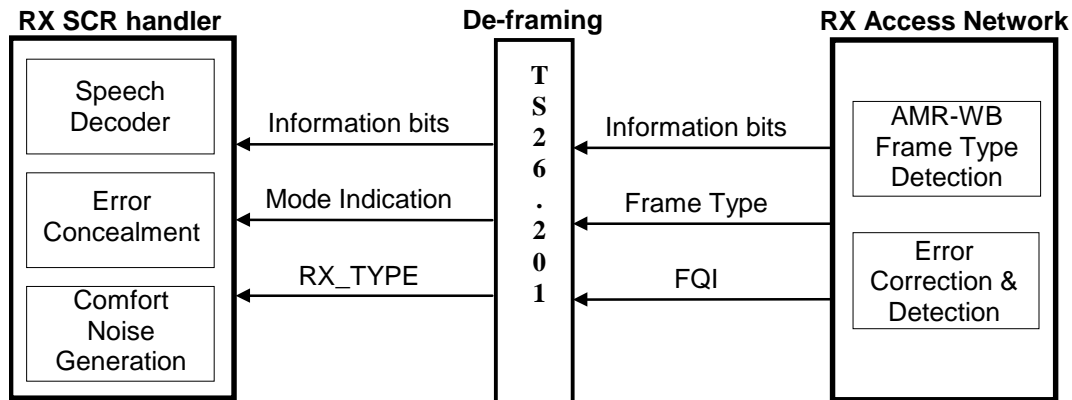 RX SCR handler
De-framing
RX Access Network
Speech
Decoder
Error
Concealment
Comfort
Noise
Generation
Information bits
Mode Indication
RX_TYPE
T
S
2
6
.
2
0
1
Information bits
Frame Type
FQI
AMR-WB
Frame Type
Detection
Error
Correction &
Detection